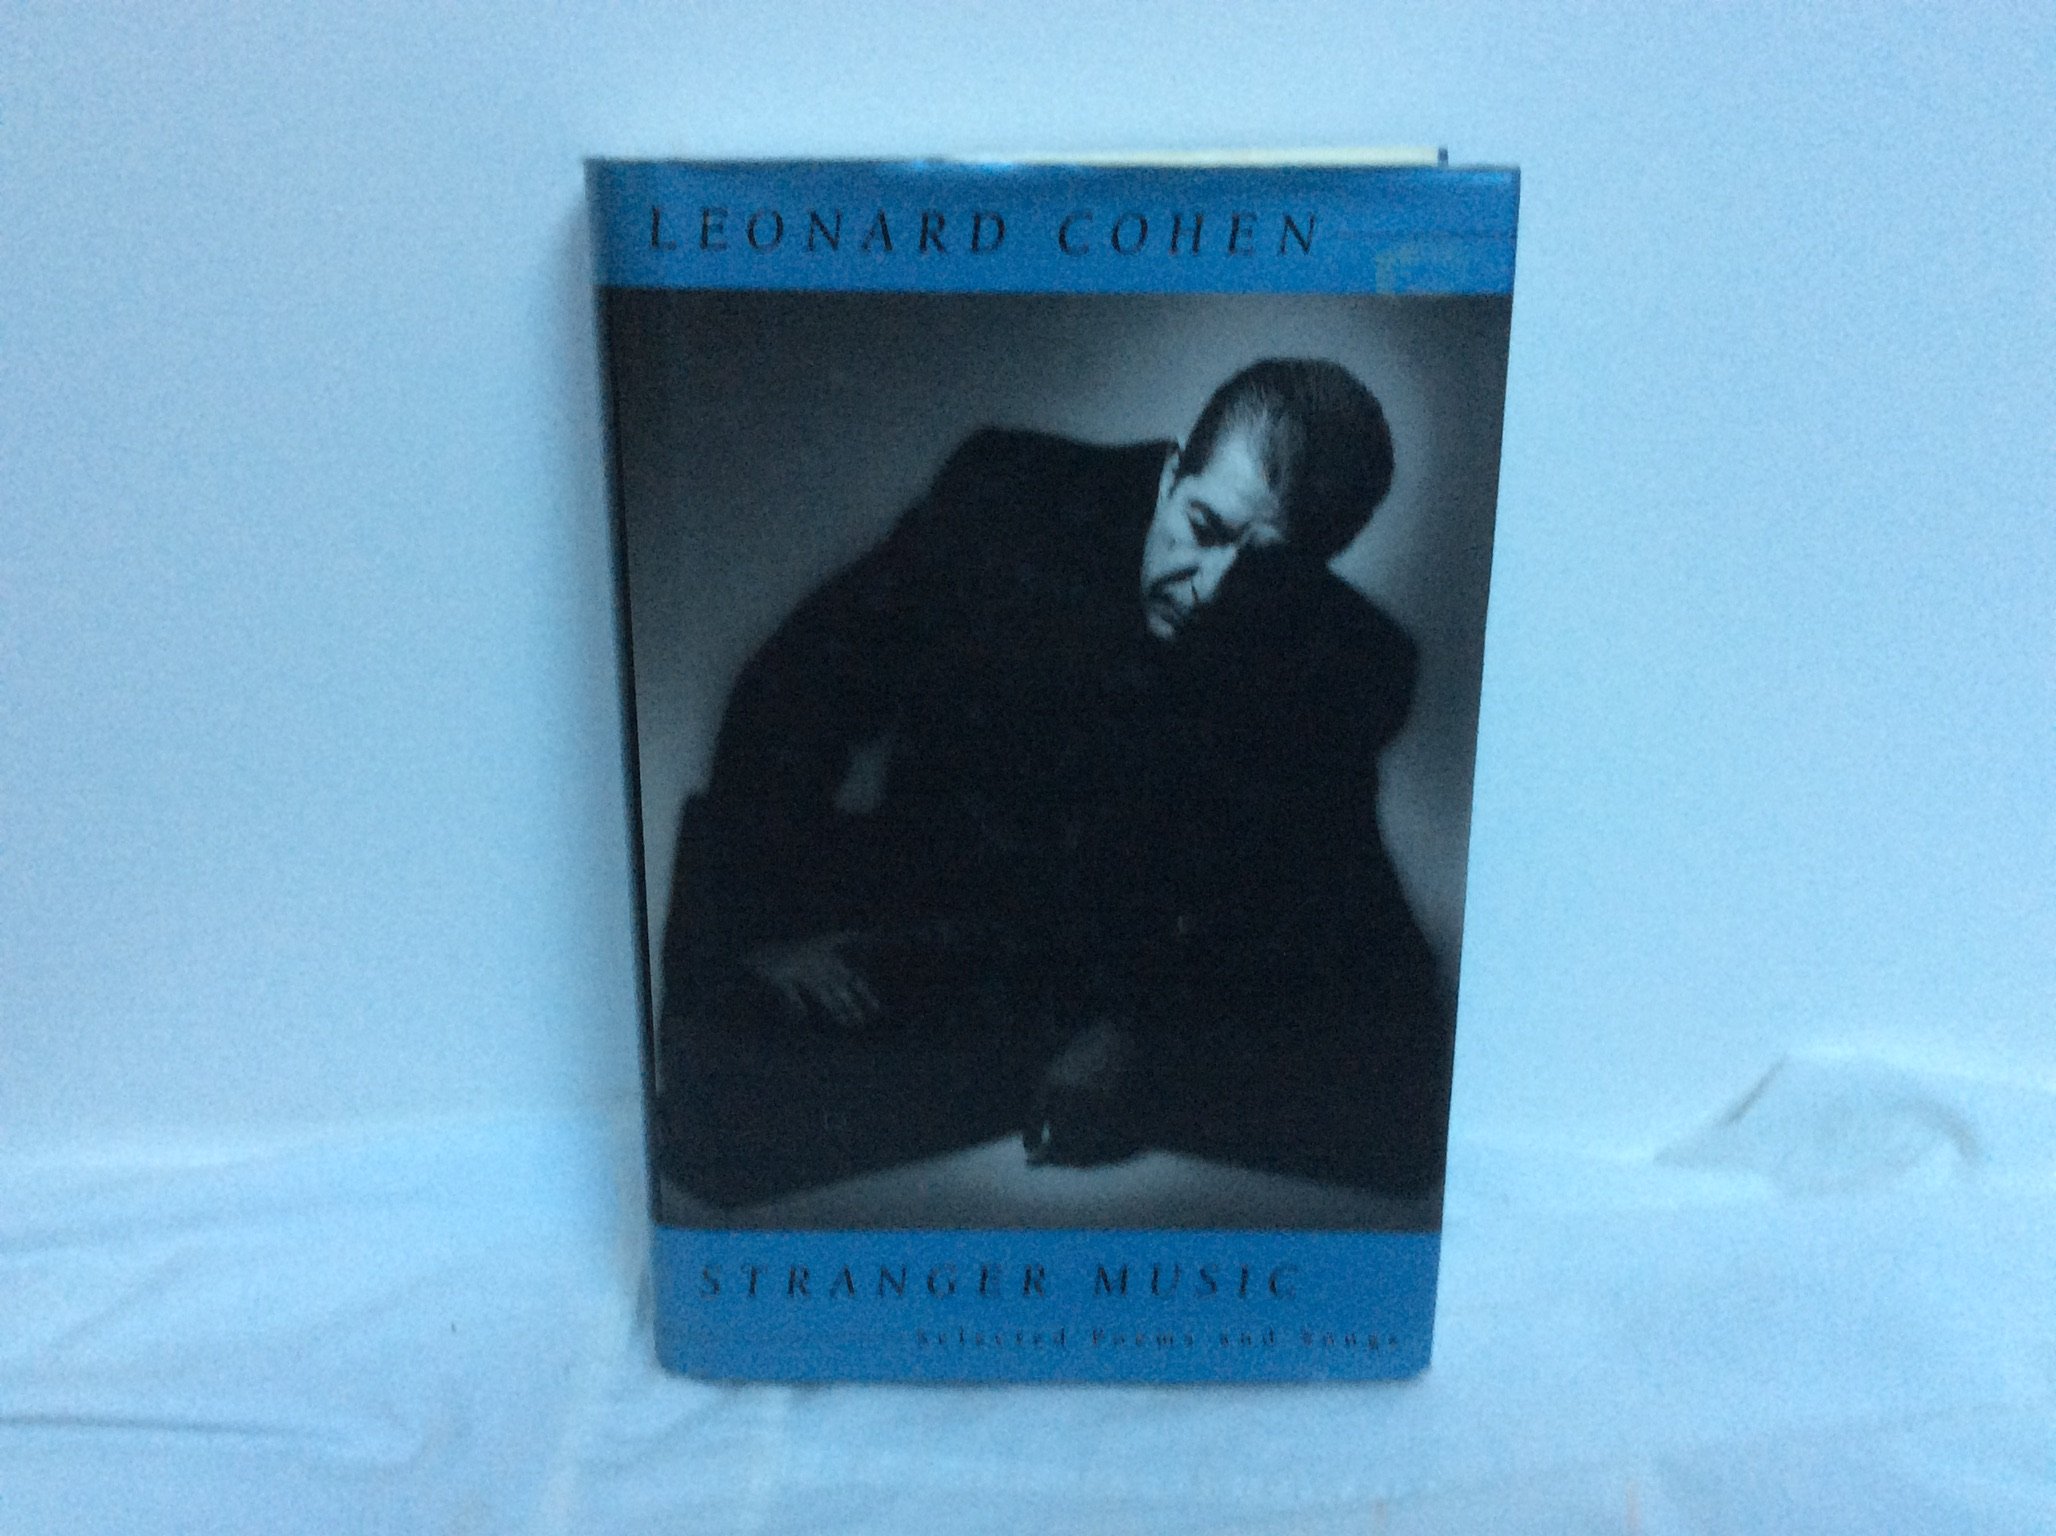 LEONARD COHEN
STRANGER MUSIC
Selected Poems and Songs